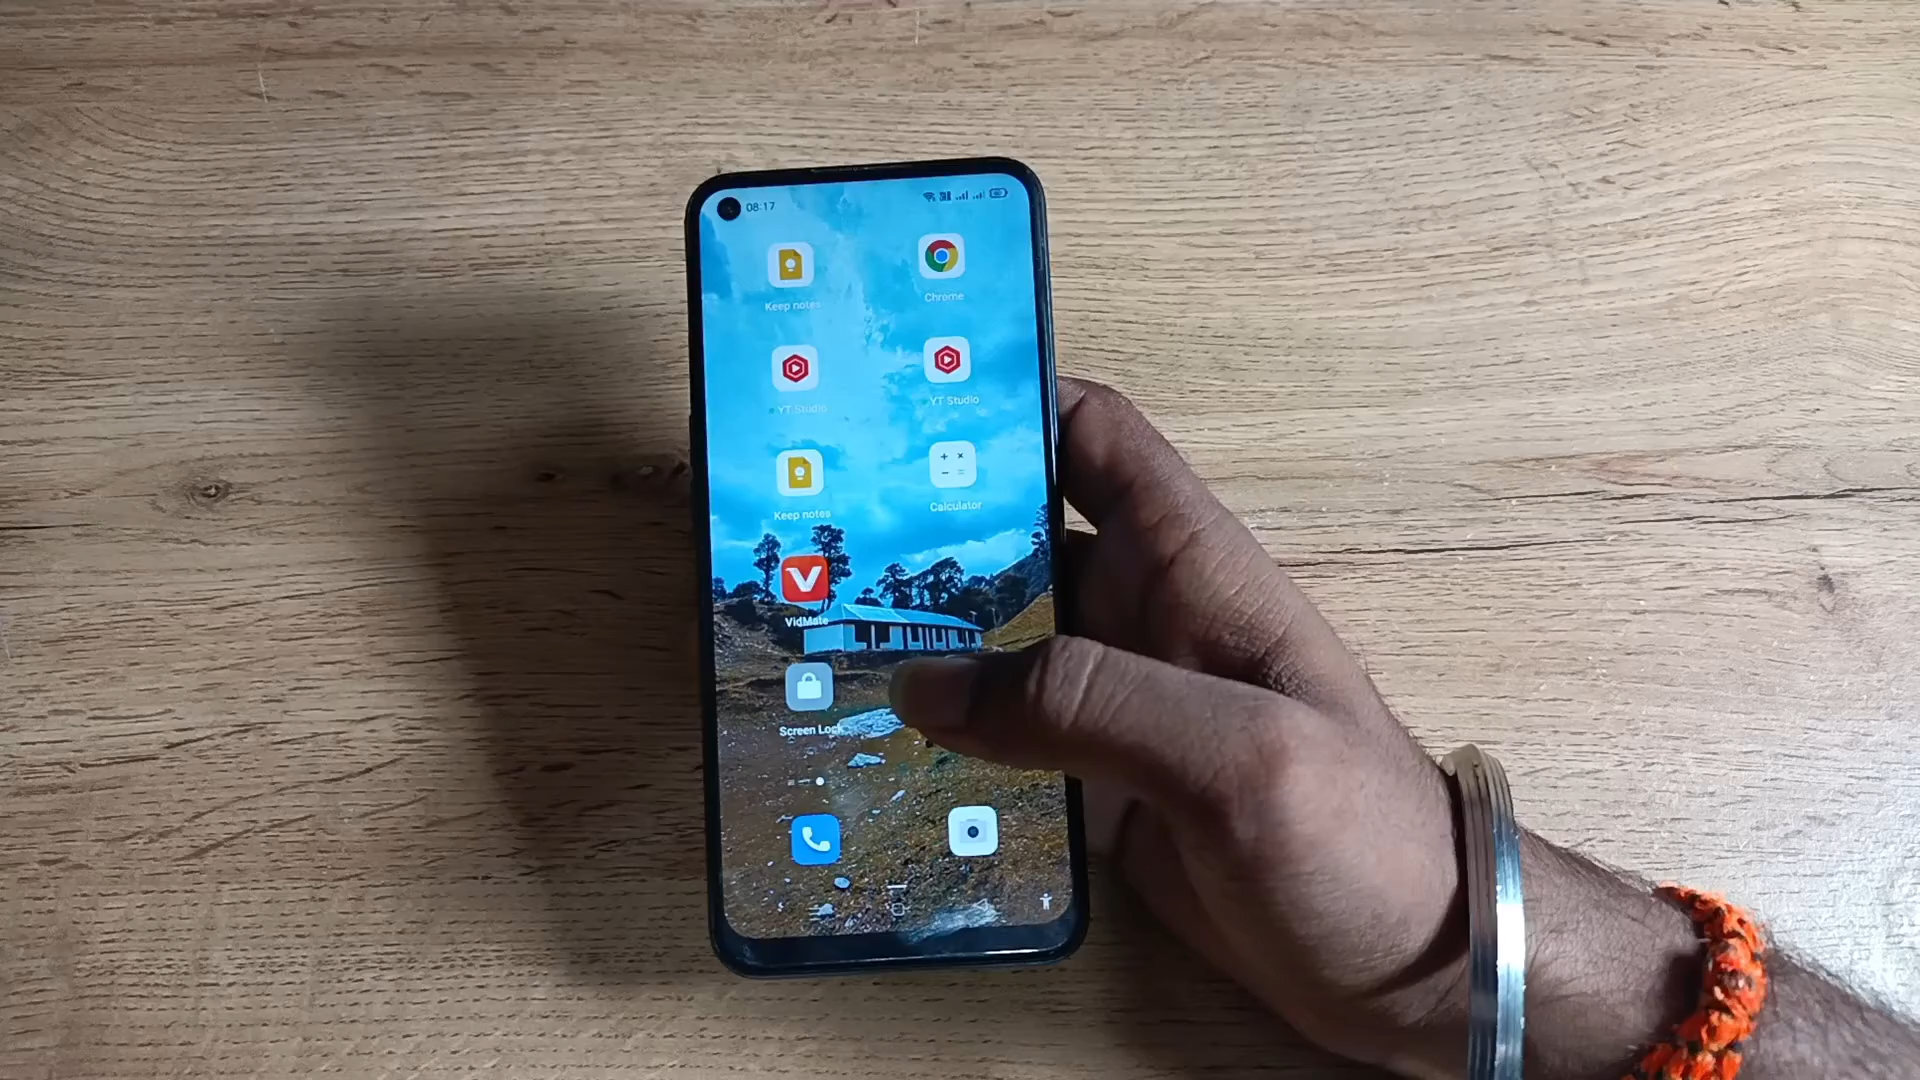 08:17
Keep notes
Chrome
YT Studio
YT Studio
Keep notes
Calculator
VidMate
Screen Lock